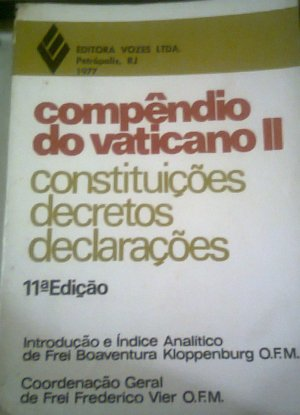 EDITORA VOZES LTDA.
Petrópolis, RJ
1977
compêndio
do vaticano II
constituições
decretos
declarações
11ª Edição
Introdução e Índice Analítico
de Frei Boaventura Kloppenburg O.F.M.
Coordenação Geral
de Frei Frederico Vier O.F.M.